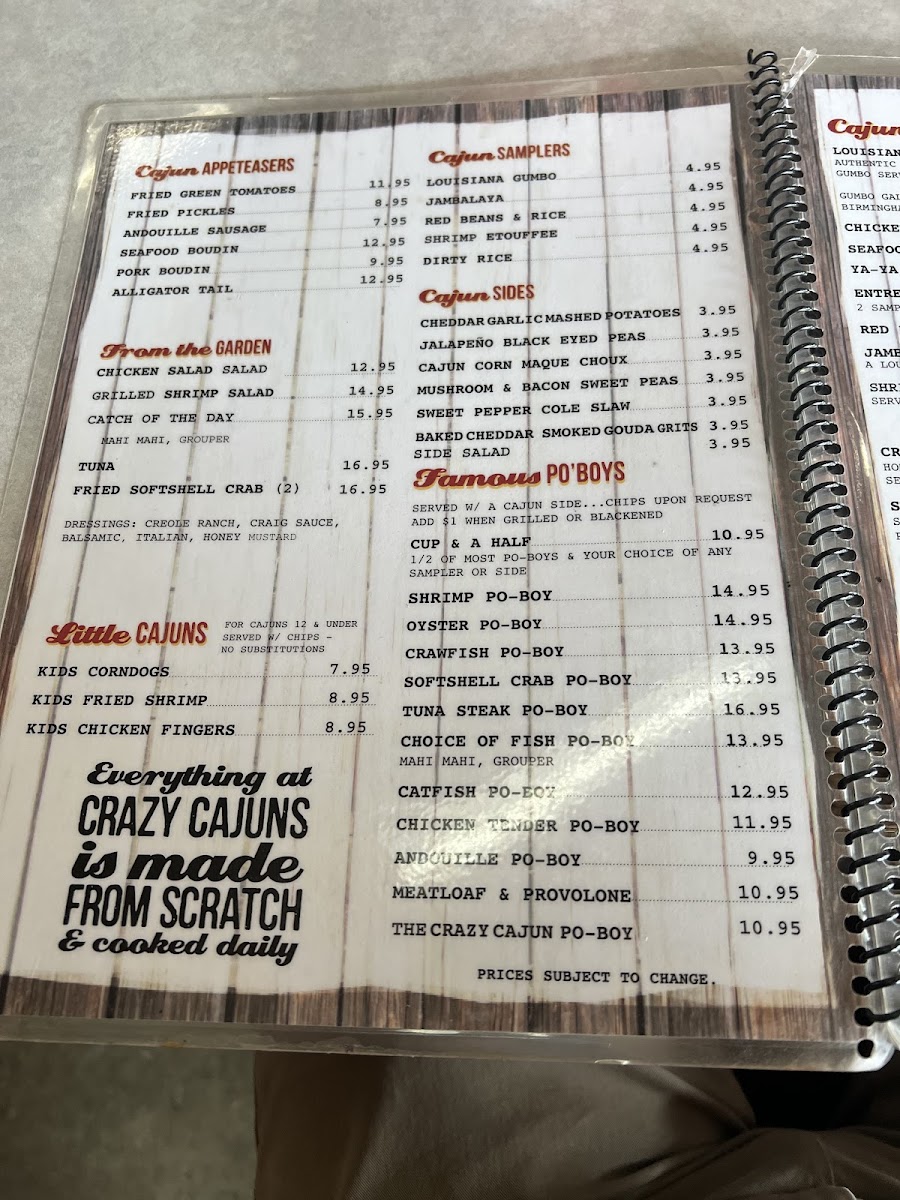 Cajun APPETEASERS
FRIED GREEN TOMATOES 11.95
FRIED PICKLES 8.95
ANDOUILLE SAUSAGE 7.95
SEAFOOD BOUDIN 12.95
PORK BOUDIN 9.95
ALLIGATOR TAIL 12.95
From the GARDEN
CHICKEN SALAD SALAD 12.95
GRILLED SHRIMP SALAD 14.95
CATCH OF THE DAY 15.95
MAHI MAHI, GROUPER
TUNA 16.95
FRIED SOFTSHELL CRAB (2) 16.95
DRESSINGS: CREOLE RANCH, CRAIG SAUCE,
BALSAMIC, ITALIAN, HONEY MUSTARD
Little CAJUNS
FOR CAJUNS 12 & UNDER
SERVED W/ CHIPS –
NO SUBSTITUTIONS
KIDS CORNDOGS 7.95
KIDS FRIED SHRIMP 8.95
KIDS CHICKEN FINGERS 8.95
Everything at
CRAZY CAJUNS
is made
FROM SCRATCH
& cooked daily
Cajun SAMPLERS
LOUISIANA GUMBO 4.95
JAMBALAYA 4.95
RED BEANS & RICE 4.95
SHRIMP ETOUFFEE 4.95
DIRTY RICE 4.95
Cajun SIDES
CHEDDAR GARLIC MASHED POTATOES 3.95
JALAPEÑO BLACK EYED PEAS 3.95
CAJUN CORN MAQUE CHOUX 3.95
MUSHROOM & BACON SWEET PEAS 3.95
SWEET PEPPER COLE SLAW 3.95
BAKED CHEDDAR SMOKED GOUDA GRITS 3.95
SIDE SALAD 3.95
Famous PO'BOYS
SERVED W/ A CAJUN SIDE...CHIPS UPON REQUEST
ADD $1 WHEN GRILLED OR BLACKENED
CUP & A HALF 10.95
1/2 OF MOST PO-BOYS & YOUR CHOICE OF ANY
SAMPLER OR SIDE
SHRIMP PO-BOY 14.95
OYSTER PO-BOY 14.95
CRAWFISH PO-BOY 13.95
SOFTSHELL CRAB PO-BOY 13.95
TUNA STEAK PO-BOY 16.95
CHOICE OF FISH PO-BOY 13.95
MAHI MAHI, GROUPER
CATFISH PO-BOY 12.95
CHICKEN TENDER PO-BOY 11.95
ANDOUILLE PO-BOY 9.95
MEATLOAF & PROVOLONE 10.95
THE CRAZY CAJUN PO-BOY 10.95
PRICES SUBJECT TO CHANGE.
Cajun
AUTHENTIC
RED